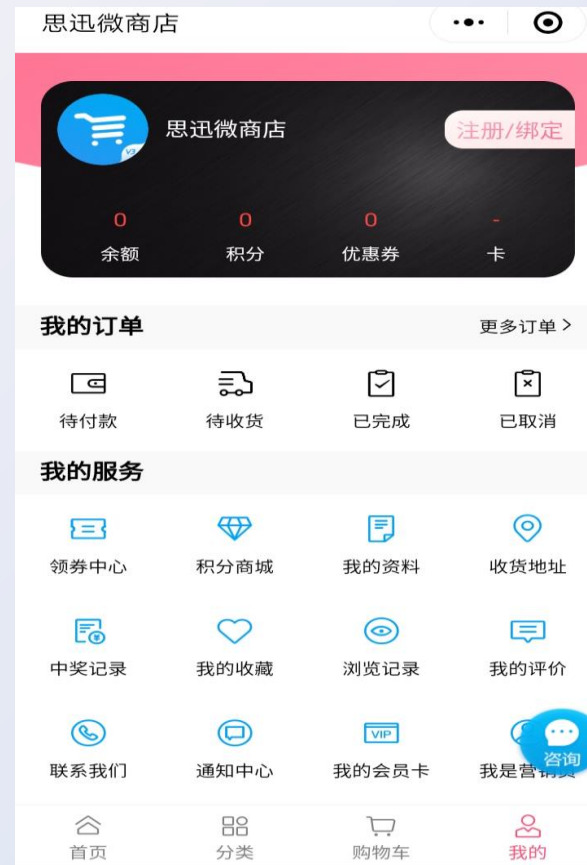 思迅微商店
V3
思迅微商店
注册/绑定
0 0 0 -
余额 积分 优惠券 卡
我的订单 更多订单 >
待付款 待收货 已完成 已取消
我的服务
领券中心 积分商城 我的资料 收货地址
中奖记录 我的收藏 浏览记录 我的评价
VIP
咨询
联系我们 通知中心 我的会员卡 我是营销员
首页 分类 购物车 我的